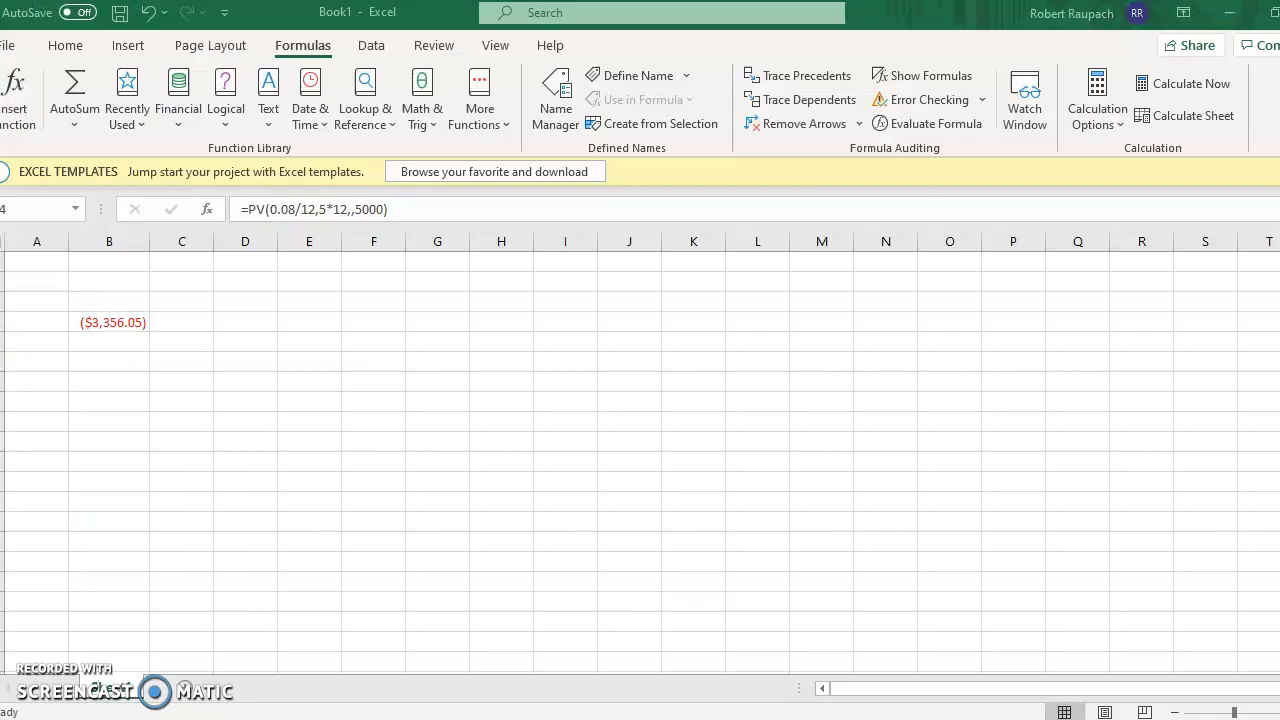 AutoSave Off Book1 - Excel Search Robert Raupach RR
File Home Insert Page Layout Formulas Data Review View Help Share Com
nsert unction
AutoSum
Recently Used
Financial
Logical
Text
Date & Time
Lookup & Reference
Math & Trig
More Functions
Function Library
Name Manager
Define Name
Use in Formula
Create from Selection
Defined Names
Trace Precedents
Trace Dependents
Remove Arrows
Show Formulas
Error Checking
Evaluate Formula
Formula Auditing
Watch Window
Calculation Options
Calculate Now
Calculate Sheet
Calculation
EXCEL TEMPLATES Jump start your project with Excel templates. Browse your favorite and download
4 fx =PV(0.08/12,5*12,,5000)
A B C D E F G H I J K L M N O P Q R S T
($3,356.05)
RECORDED WITH
SCREENCAST MATIC
ady